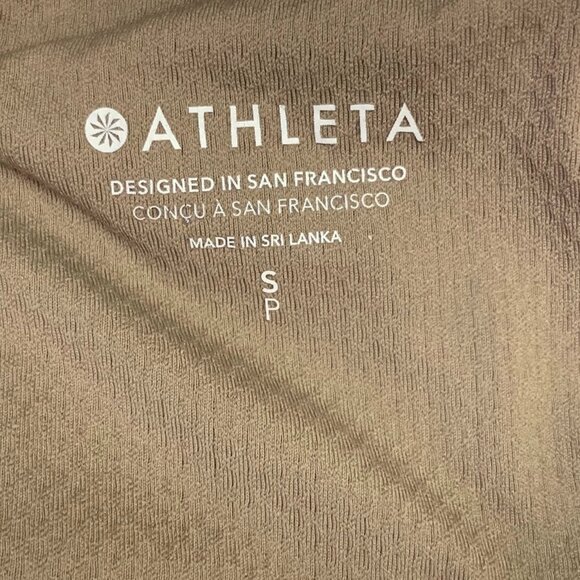 ATHLETA
DESIGNED IN SAN FRANCISCO
CONÇU À SAN FRANCISCO
MADE IN SRI LANKA
S
P